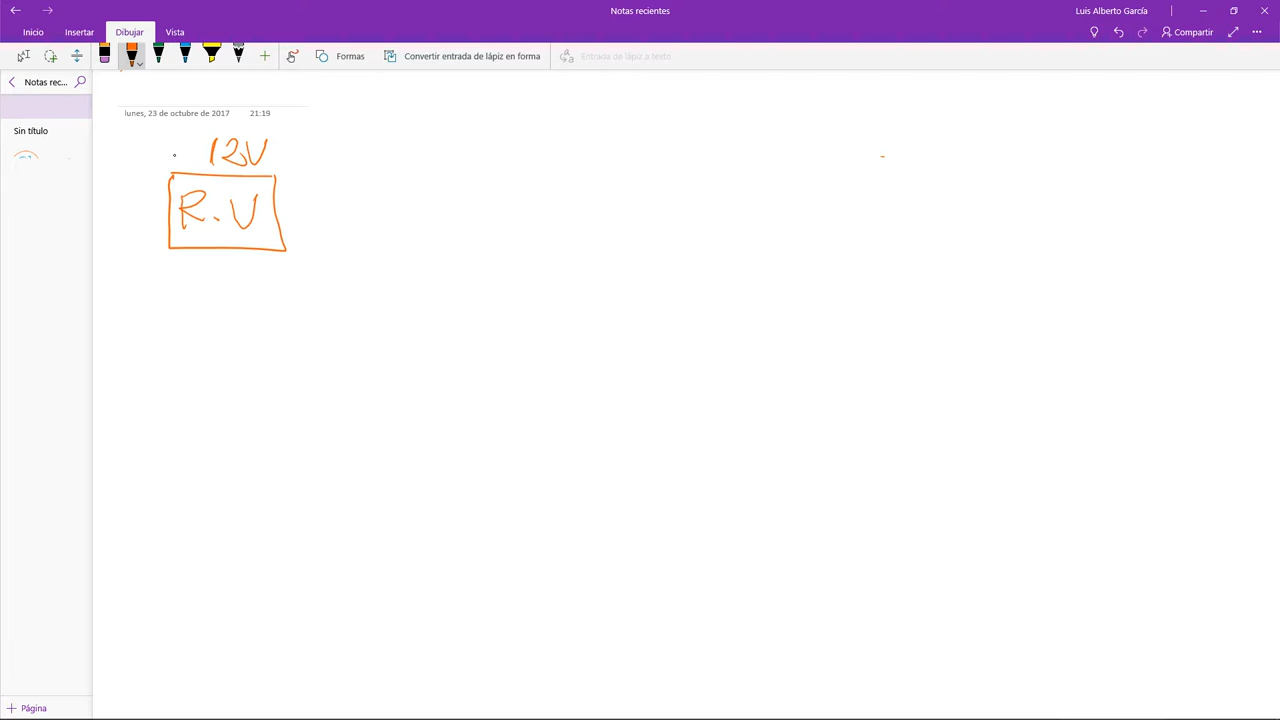 Notas recientes
Luis Alberto García
Inicio
Insertar
Dibujar
Vista
Compartir
Formas
Convertir entrada de lápiz en forma
Entrada de lápiz a texto
Notas rec...
lunes, 23 de octubre de 2017 21:19
Sin título
12V
R.V
Página